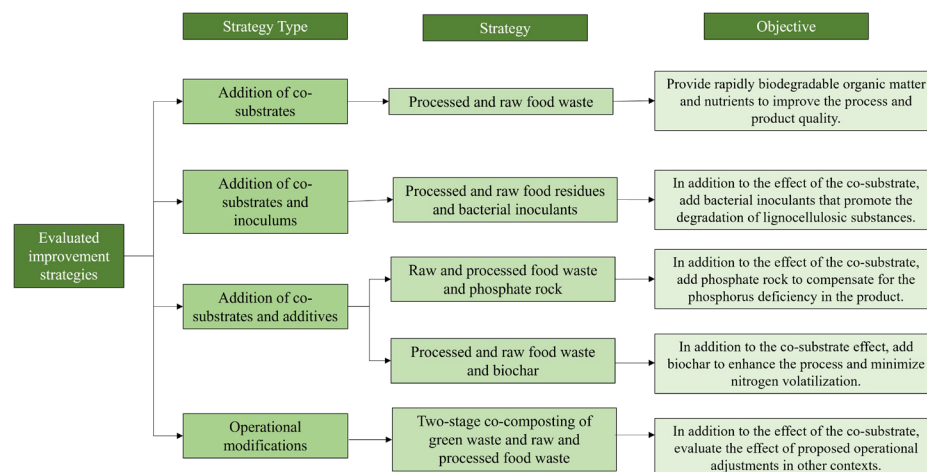 Strategy Type
Strategy
Objective
Addition of co-
substrates
Processed and raw food waste
Provide rapidly biodegradable organic matter
and nutrients to improve the process and
product quality.
Addition of co-
substrates and
inoculums
Processed and raw food residues
and bacterial inoculants
In addition to the effect of the co-substrate,
add bacterial inoculants that promote the
degradation of lignocellulosic substances.
Evaluated
improvement
strategies
Addition of co-
substrates and additives
Raw and processed food waste
and phosphate rock
In addition to the effect of the co-substrate,
add phosphate rock to compensate for the
phosphorus deficiency in the product.
Processed and raw food waste
and biochar
In addition to the co-substrate effect, add
biochar to enhance the process and minimize
nitrogen volatilization.
Operational
modifications
Two-stage co-composting of
green waste and raw and
processed food waste
In addition to the effect of the co-substrate,
evaluate the effect of proposed operational
adjustments in other contexts.